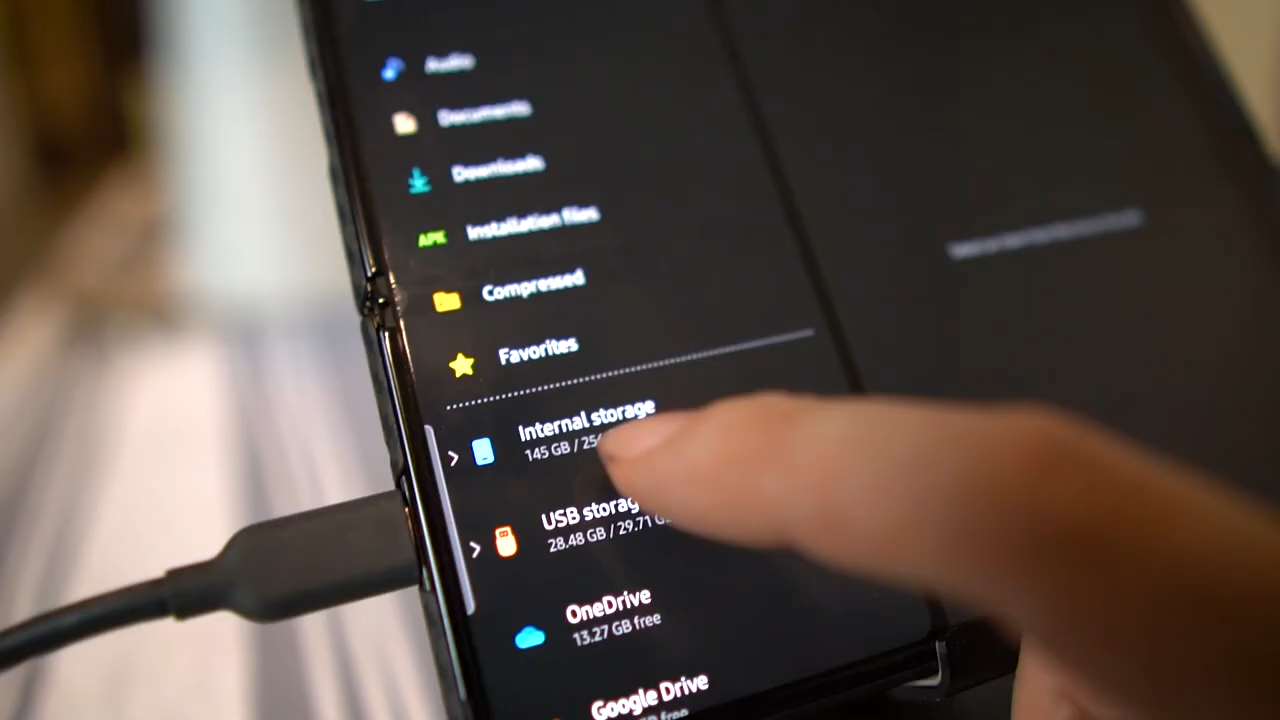 Audio
Documents
Downloads
APK
Installation files
Compressed
Favorites
Internal storage
145 GB /
USB
28.48 GB / 29.71
OneDrive
13.27 GB free
Google Drive
free